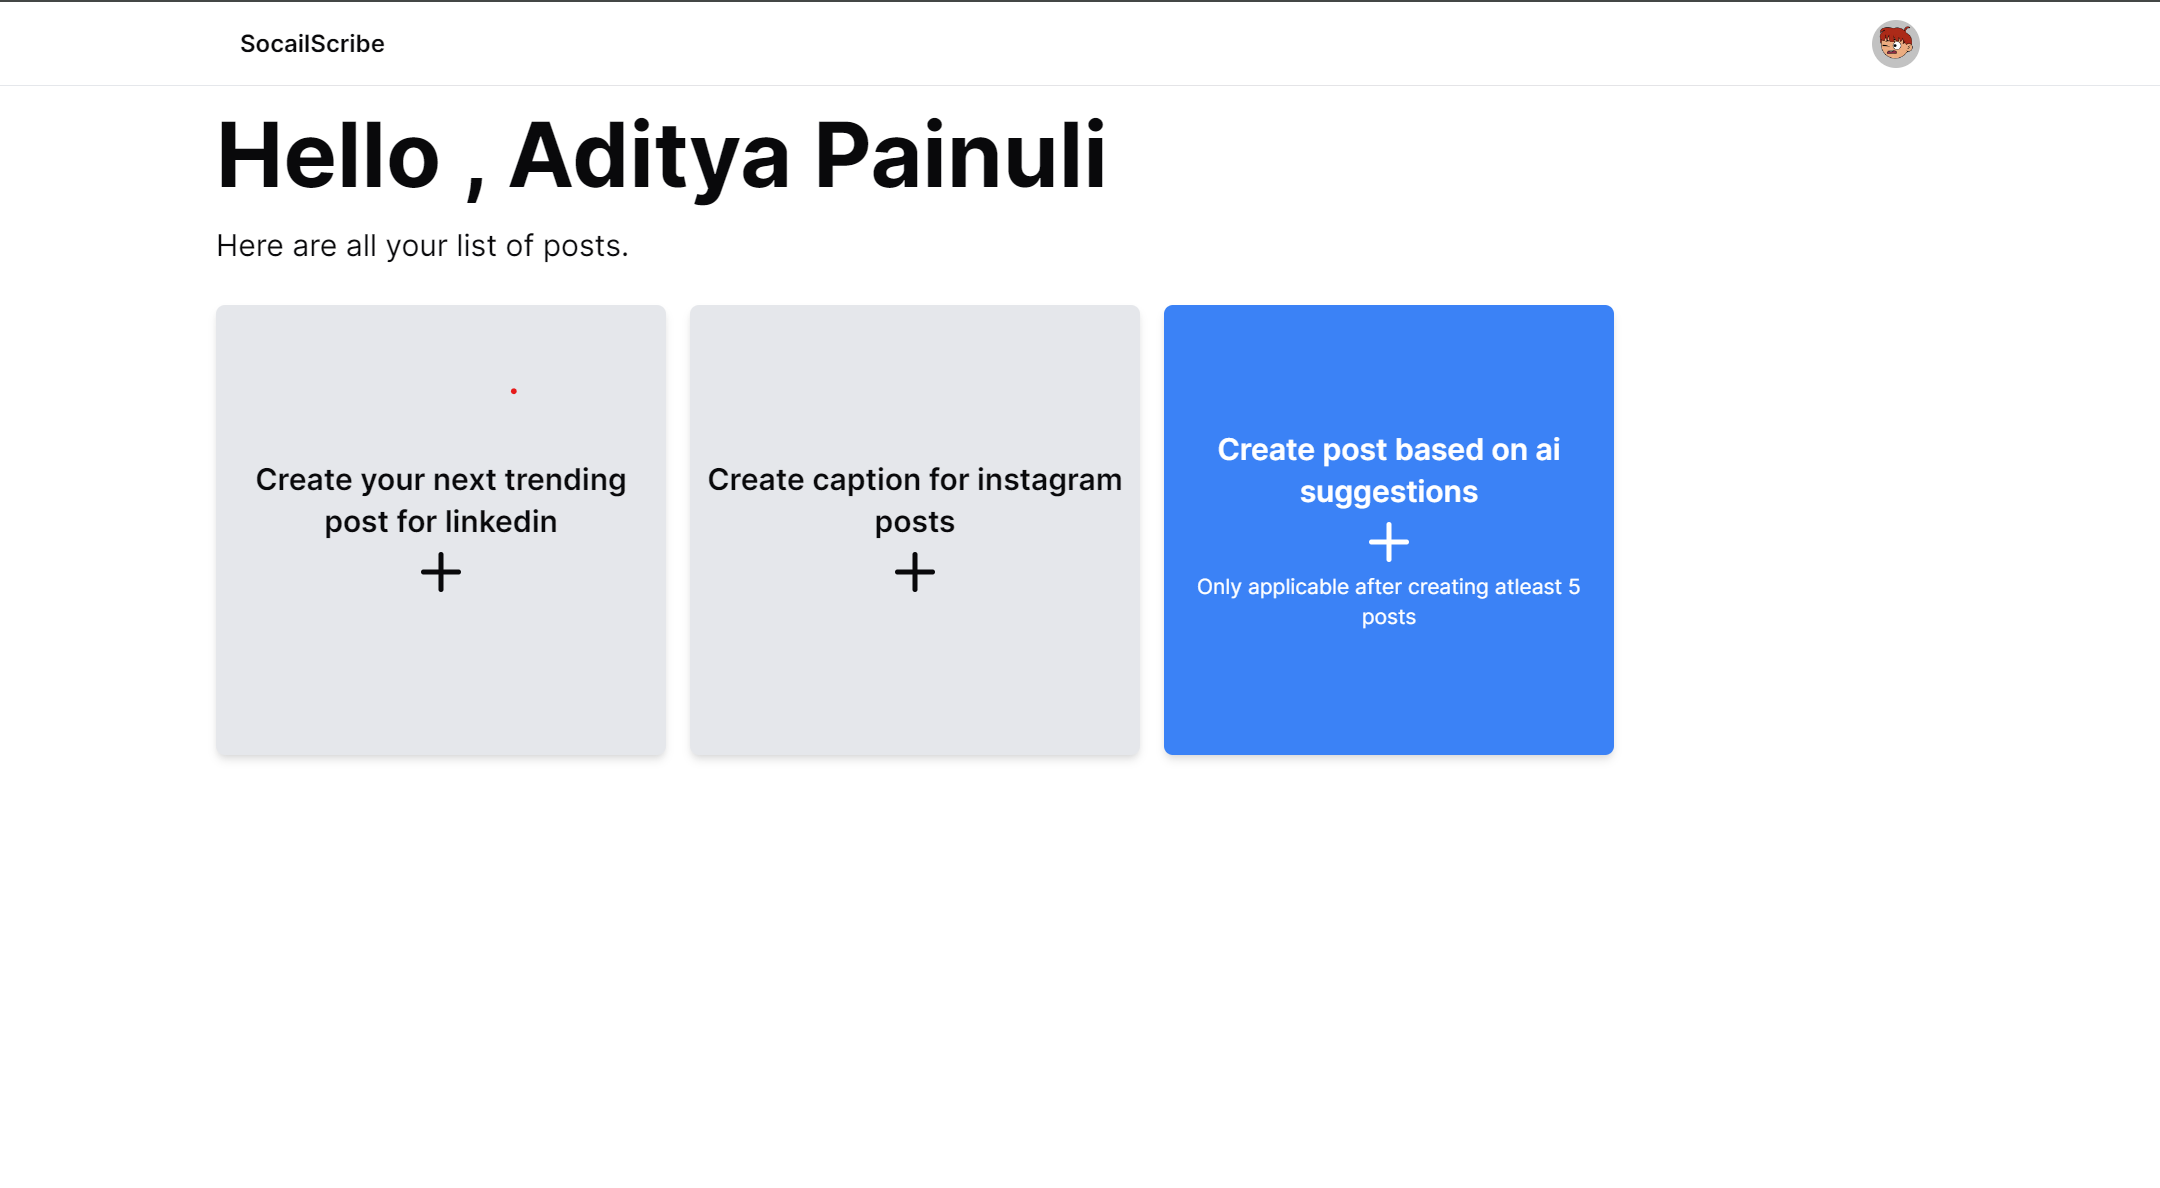 SocailScribe
Hello , Aditya Painuli
Here are all your list of posts.
Create your next trending
post for linkedin
Create caption for instagram
posts
Create post based on ai
suggestions
Only applicable after creating atleast 5
posts